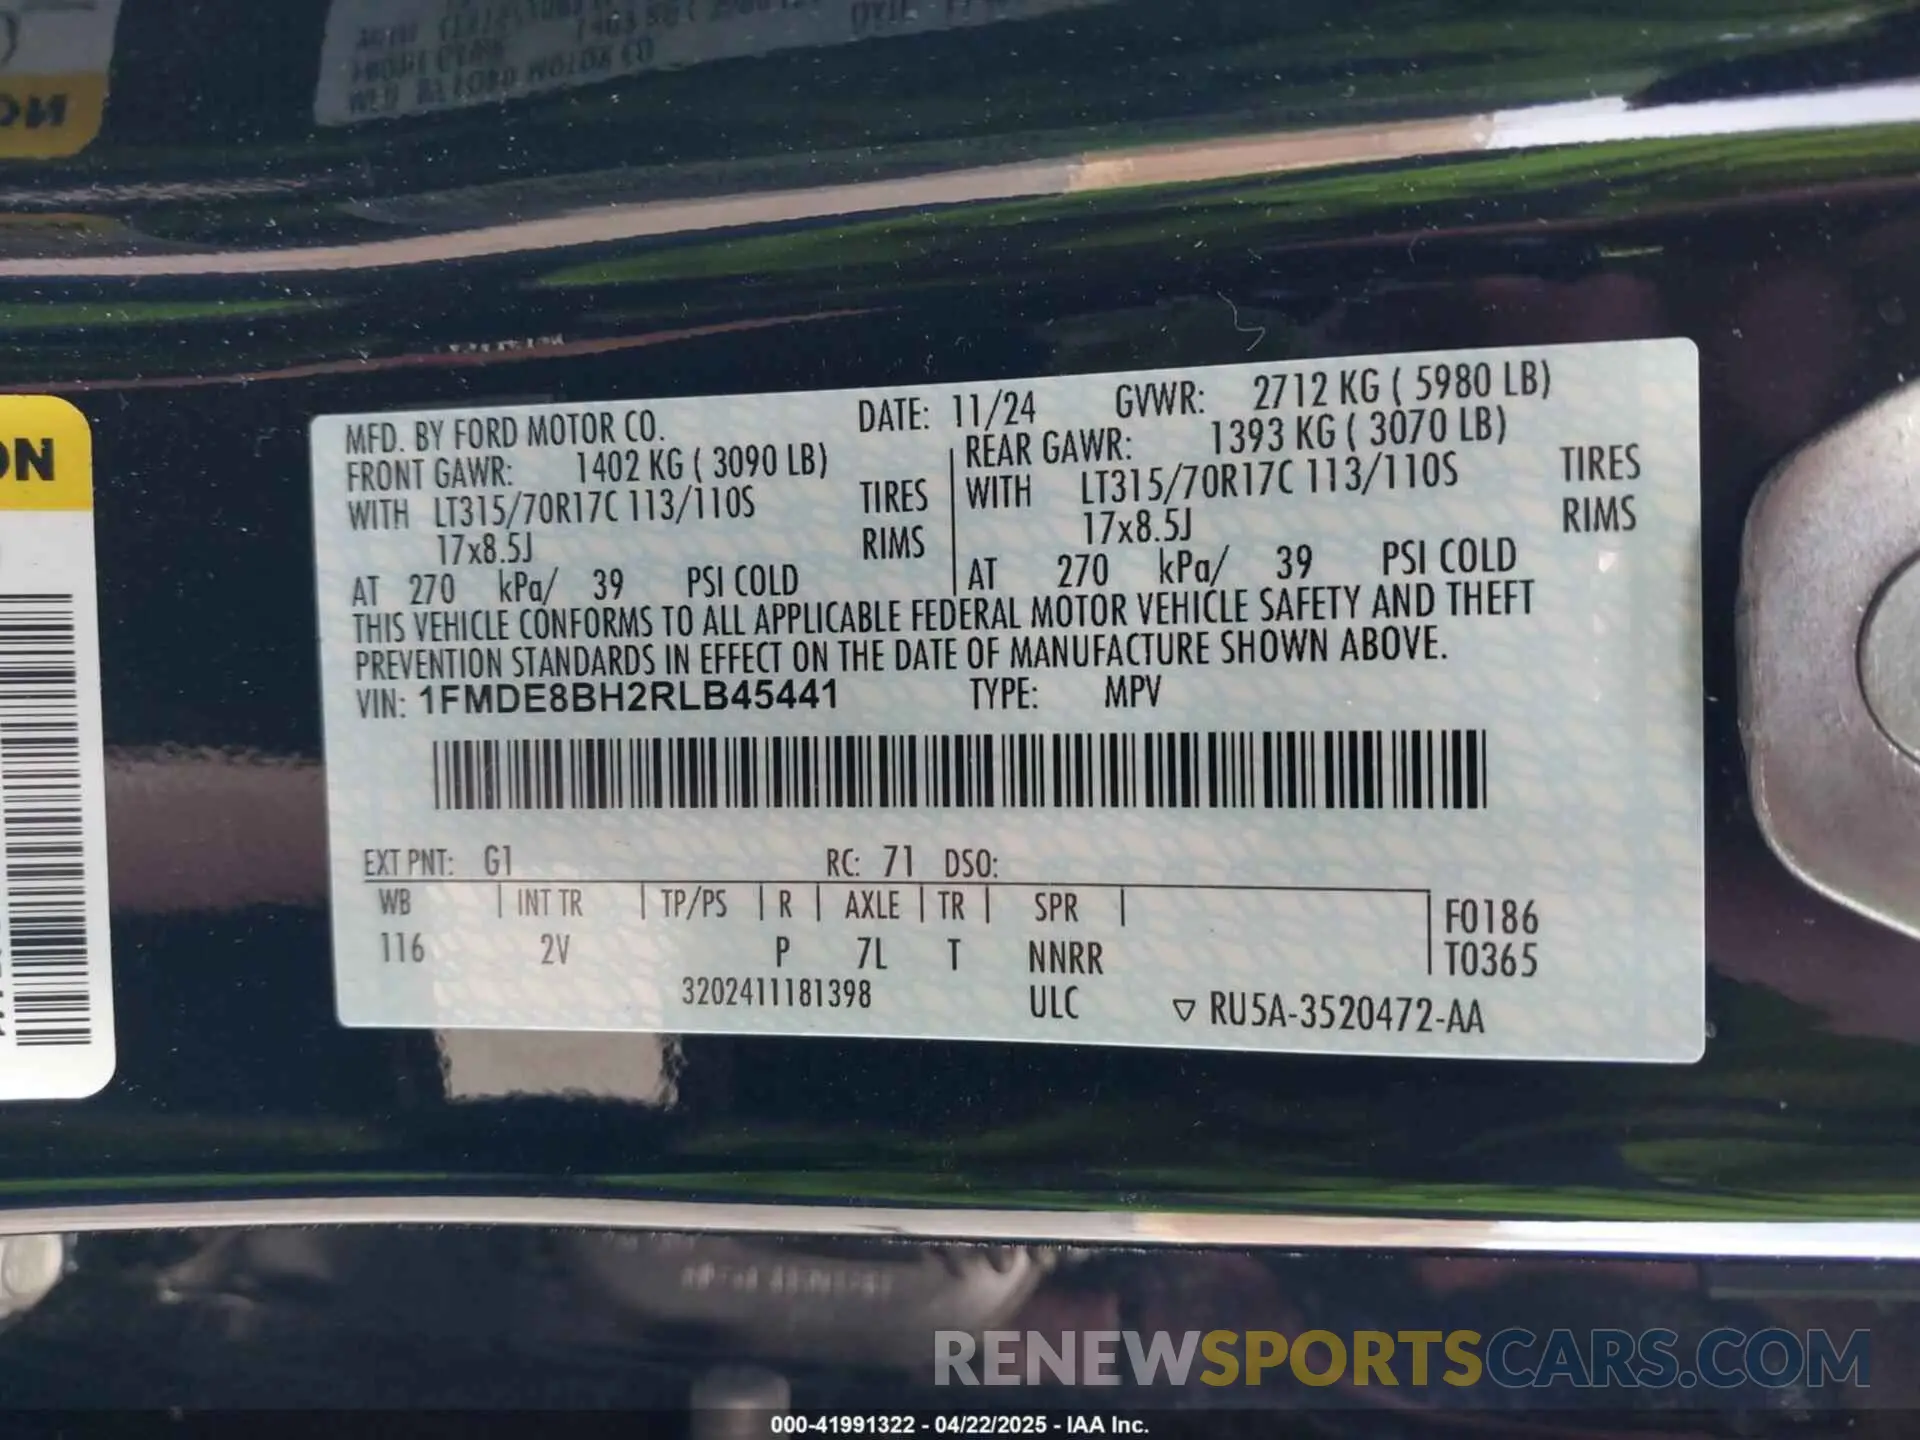 MFD. BY FORD MOTOR CO. DATE: 11/24 GVWR: 2712 KG ( 5980 LB)
FRONT GAWR: 1402 KG ( 3090 LB) REAR GAWR: 1393 KG ( 3070 LB)
WITH LT315/70R17C 113/110S TIRES WITH LT315/70R17C 113/110S TIRES
17x8.5J RIMS 17x8.5J RIMS
AT 270 kPa/ 39 PSI COLD AT 270 kPa/ 39 PSI COLD
THIS VEHICLE CONFORMS TO ALL APPLICABLE FEDERAL MOTOR VEHICLE SAFETY AND THEFT
PREVENTION STANDARDS IN EFFECT ON THE DATE OF MANUFACTURE SHOWN ABOVE.
VIN: 1FMDE8BH2RLB45441 TYPE: MPV
EXT PNT: G1 RC: 71 DSO:
WB INT TR TP/PS R AXLE TR SPR F0186
116 2V P 7L T NNRR T0365
3202411181398 ULC ▽ RU5A-3520472-AA
RENEWSPORTSCARS.COM
000-41991322 - 04/22/2025 - IAA Inc.